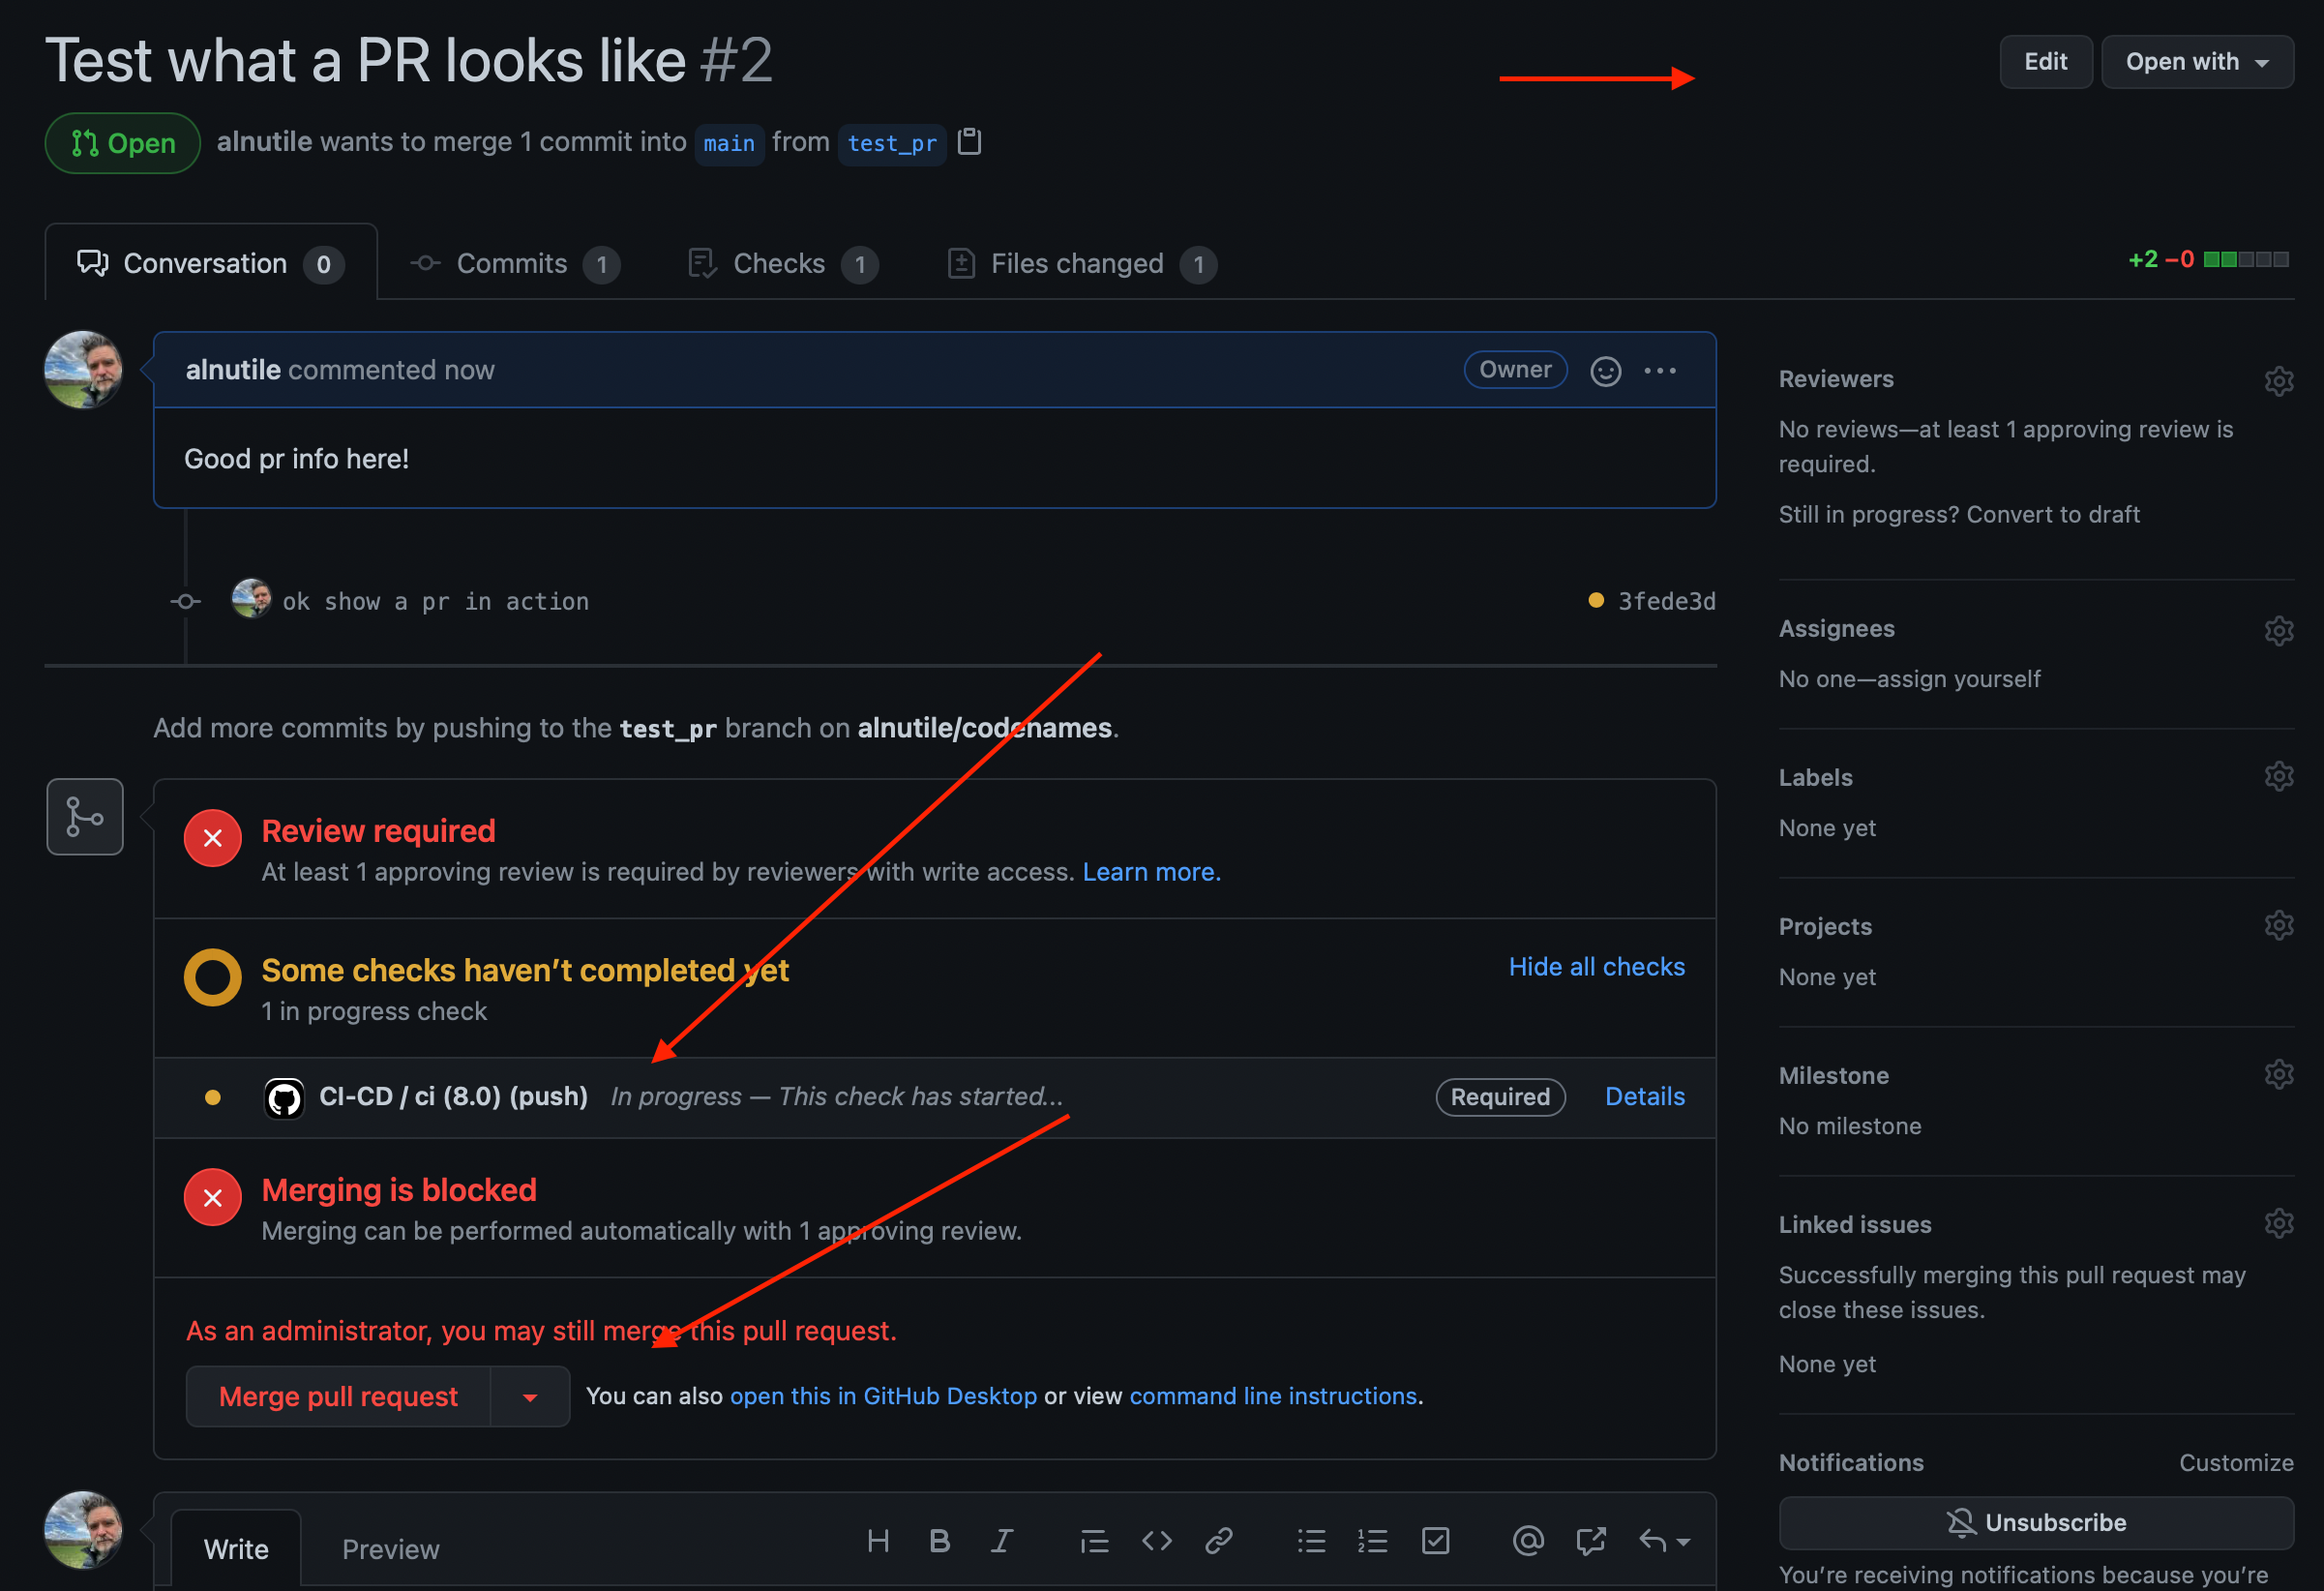 Test what a PR looks like #2
Edit
Open with
Open
alnutile wants to merge 1 commit into main from test_pr
Conversation 0
Commits 1
Checks 1
Files changed 1
+2 −0
alnutile commented now
Owner
Good pr info here!
ok show a pr in action
3fede3d
Add more commits by pushing to the test_pr branch on alnutile/codenames.
Review required
At least 1 approving review is required by reviewers with write access. Learn more.
Some checks haven’t completed yet
Hide all checks
1 in progress check
CI-CD / ci (8.0) (push) In progress — This check has started...
Required
Details
Merging is blocked
Merging can be performed automatically with 1 approving review.
As an administrator, you may still merge this pull request.
Merge pull request
You can also open this in GitHub Desktop or view command line instructions.
Write
Preview
Reviewers
No reviews—at least 1 approving review is
required.
Still in progress? Convert to draft
Assignees
No one—assign yourself
Labels
None yet
Projects
None yet
Milestone
No milestone
Linked issues
Successfully merging this pull request may
close these issues.
None yet
Notifications
Customize
Unsubscribe
You’re receiving notifications because you’re